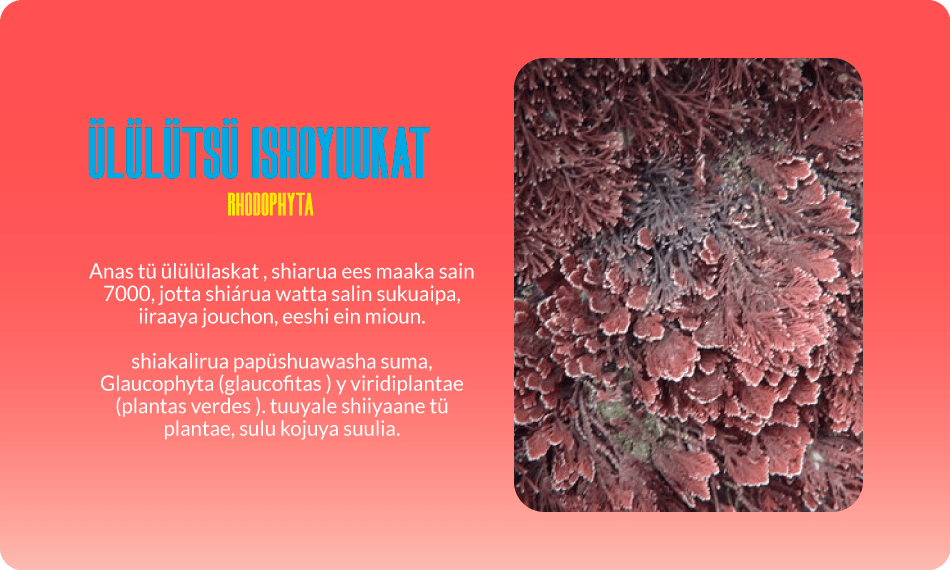 ÜLÜLÜTSÜ ISHOYUUKAT
RHODOPHYTA
Anas tü ülülülaskat , shiarua ees maaka sain
7000, jotta shiárua watta salin sukuaipa,
iiraaya jouchon, eeshi ein mioun.
shiakalirua papüshuawasha suma,
Glaucophyta (glaucofitas ) y viridiplantae
(plantas verdes ). tuuyale shiiyaane tü
plantae, sulu kojuya suulia.